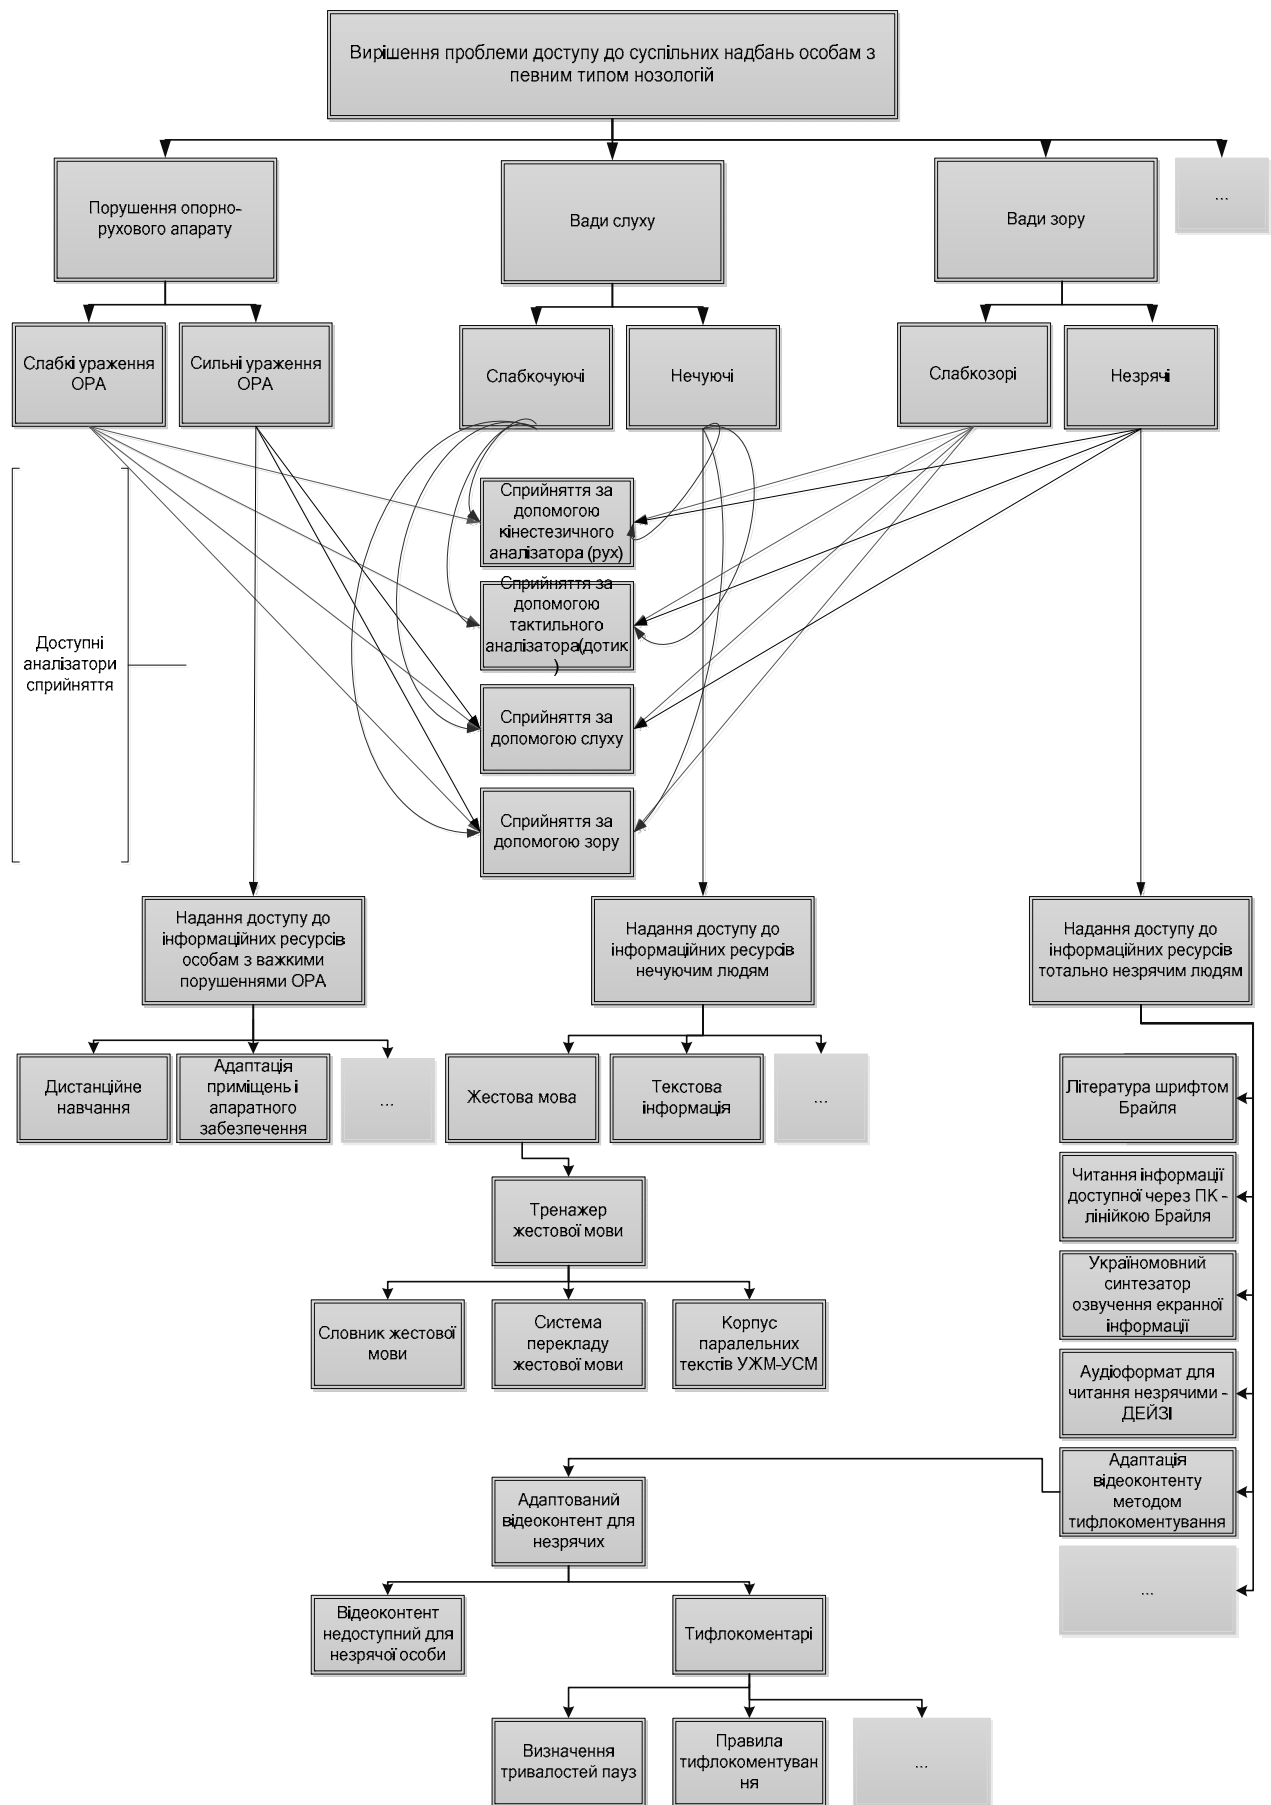 Вирішення проблеми доступу до суспільних надбань особам з
певним типом нозологій
Порушення опорно-
рухового апарату
Вади слуху
Вади зору
...
Слабкі ураження
ОРА
Сильні ураження
ОРА
Слабкочуючі
Нечуючі
Слабкозорі
Незрячі
Доступні
аналізатори
сприйняття
Сприйняття за
допомогою
кінестезичного
аналізатора (рух)
Сприйняття за
допомогою
тактильного
аналізатора(дотик
)
Сприйняття за
допомогою слуху
Сприйняття за
допомогою зору
Надання доступу до
інформаційних ресурсів
особам з важкими
порушеннями ОРА
Надання доступу до
інформаційних ресурсів
нечуючим людям
Надання доступу до
інформаційних ресурсів
тотально незрячим людям
Дистанційне
навчання
Адаптація
приміщень і
апаратного
забезпечення
...
Жестова мова
Текстова
інформація
...
Література шрифтом
Брайля
Тренажер
жестової мови
Читання інформації
доступної через ПК -
лінійкою Брайля
Словник жестової
мови
Система
перекладу
жестової мови
Корпус
паралельних
текстів УЖМ-УСМ
Україномовний
синтезатор
озвучення екранної
інформації
Аудіоформат для
читання незрячими -
ДЕЙЗІ
Адаптація
відеоконтенту
методом
тифлокоментування
...
Адаптований
відеоконтент для
незрячих
Відеоконтент
недоступний для
незрячої особи
Тифлокоментарі
Визначення
тривалостей пауз
Правила
тифлокоментуван
ня
...